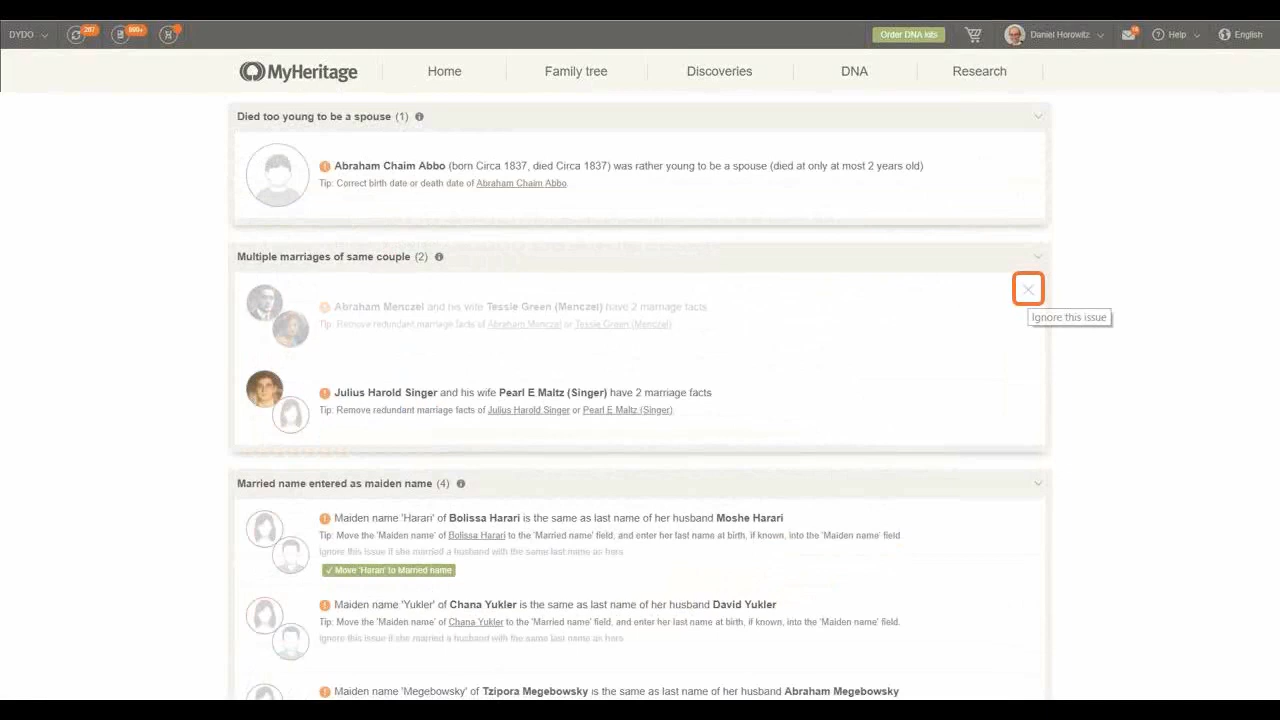 DYDO 287 999+ Order DNA kits Daniel Horowitz Help English
MyHeritage Home Family tree Discoveries DNA Research
Died too young to be a spouse (1)
Abraham Chaim Abbo (born Circa 1837, died Circa 1837) was rather young to be a spouse (died at only at most 2 years old)
Tip: Correct birth date or death date of Abraham Chaim Abbo.
Multiple marriages of same couple (2)
Abraham Menczel and his wife Tessie Green (Menczel) have 2 marriage facts
Ignore this issue
Tip: Remove redundant marriage facts of Abraham Menczel or Tessie Green (Menczel).
Julius Harold Singer and his wife Pearl E Maltz (Singer) have 2 marriage facts
Tip: Remove redundant marriage facts of Julius Harold Singer or Pearl E Maltz (Singer).
Married name entered as maiden name (4)
Maiden name 'Harari' of Bolissa Harari is the same as last name of her husband Moshe Harari
Tip: Move the 'Maiden name' of Bolissa Harari to the 'Married name' field, and enter her last name at birth, if known, into the 'Maiden name' field
Ignore this issue if she married a husband with the same last name as hers
✓ Move 'Harari' to Married name
Maiden name 'Yukler' of Chana Yukler is the same as last name of her husband David Yukler
Tip: Move the 'Maiden name' of Chana Yukler to the 'Married name' field, and enter her last name at birth, if known, into the 'Maiden name' field.
Ignore this issue if she married a husband with the same last name as hers
Maiden name 'Megebowsky' of Tzipora Megebowsky is the same as last name of her husband Abraham Megebowsky